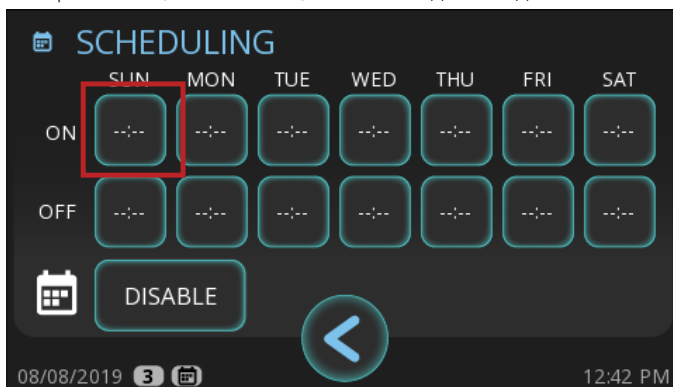 SCHEDULING
SUN MON TUE WED THU FRI SAT
ON --:-- --:-- --:-- --:-- --:-- --:-- --:--
OFF --:-- --:-- --:-- --:-- --:-- --:-- --:--
DISABLE
08/08/2019 3 12:42 PM